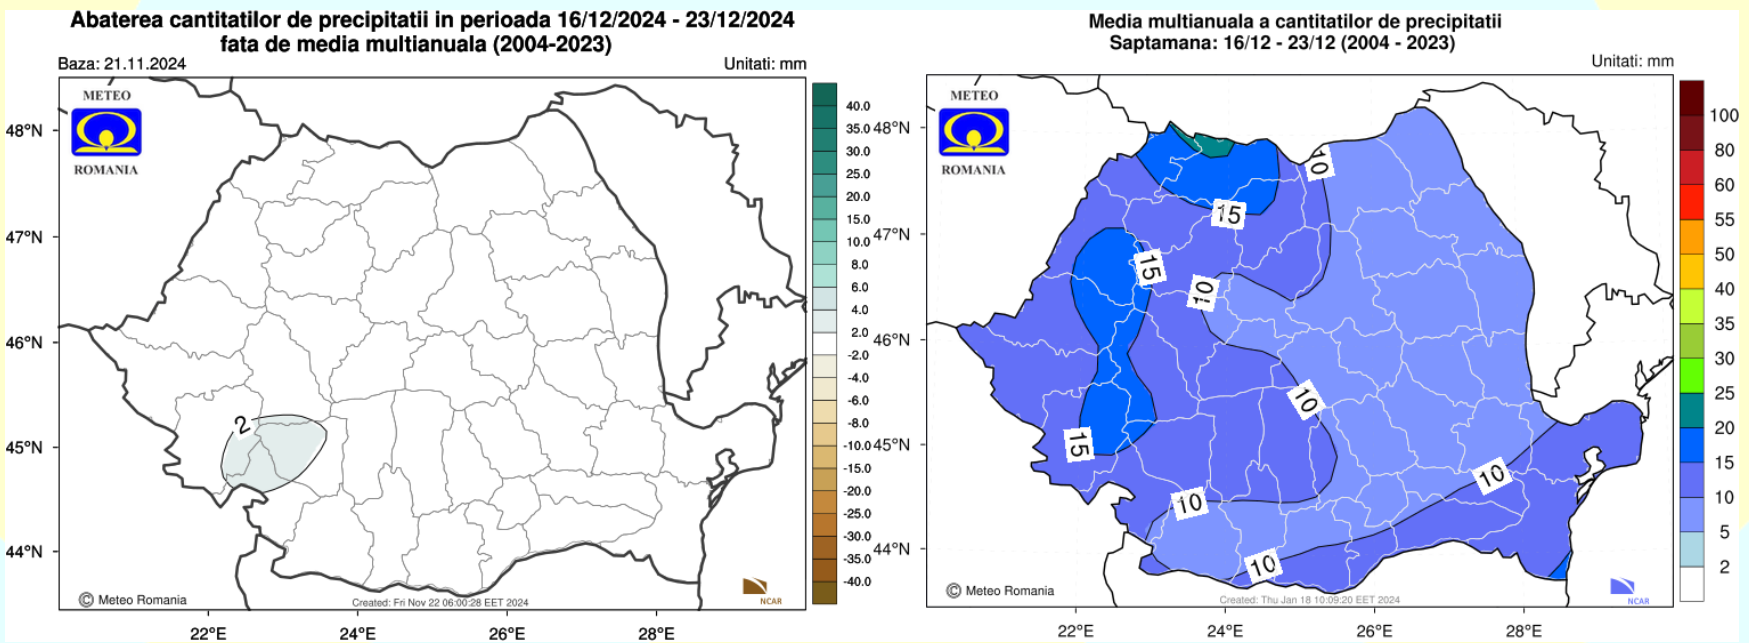 Abaterea cantitatilor de precipitatii in perioada 16/12/2024 - 23/12/2024
fata de media multianuala (2004-2023)
Baza: 21.11.2024
Unitati: mm
METEO
ROMANIA
48°N
47°N
46°N
45°N
44°N
2
40.0
35.0
30.0
25.0
20.0
15.0
10.0
8.0
6.0
4.0
2.0
-2.0
-4.0
-6.0
-8.0
-10.0
-15.0
-20.0
-25.0
-30.0
-35.0
-40.0
© Meteo Romania
Created: Fri Nov 22 06:00:28 EET 2024
NCAR
22°E
24°E
26°E
28°E
Media multianuala a cantitatilor de precipitatii
Saptamana: 16/12 - 23/12 (2004 - 2023)
Unitati: mm
METEO
ROMANIA
48°N
47°N
46°N
45°N
44°N
10
15
15
10
10
15
10
10
10
100
80
60
55
50
40
35
30
25
20
15
10
5
2
© Meteo Romania
Created: Thu Jan 18 10:09:20 EET 2024
NCAR
22°E
24°E
26°E
28°E